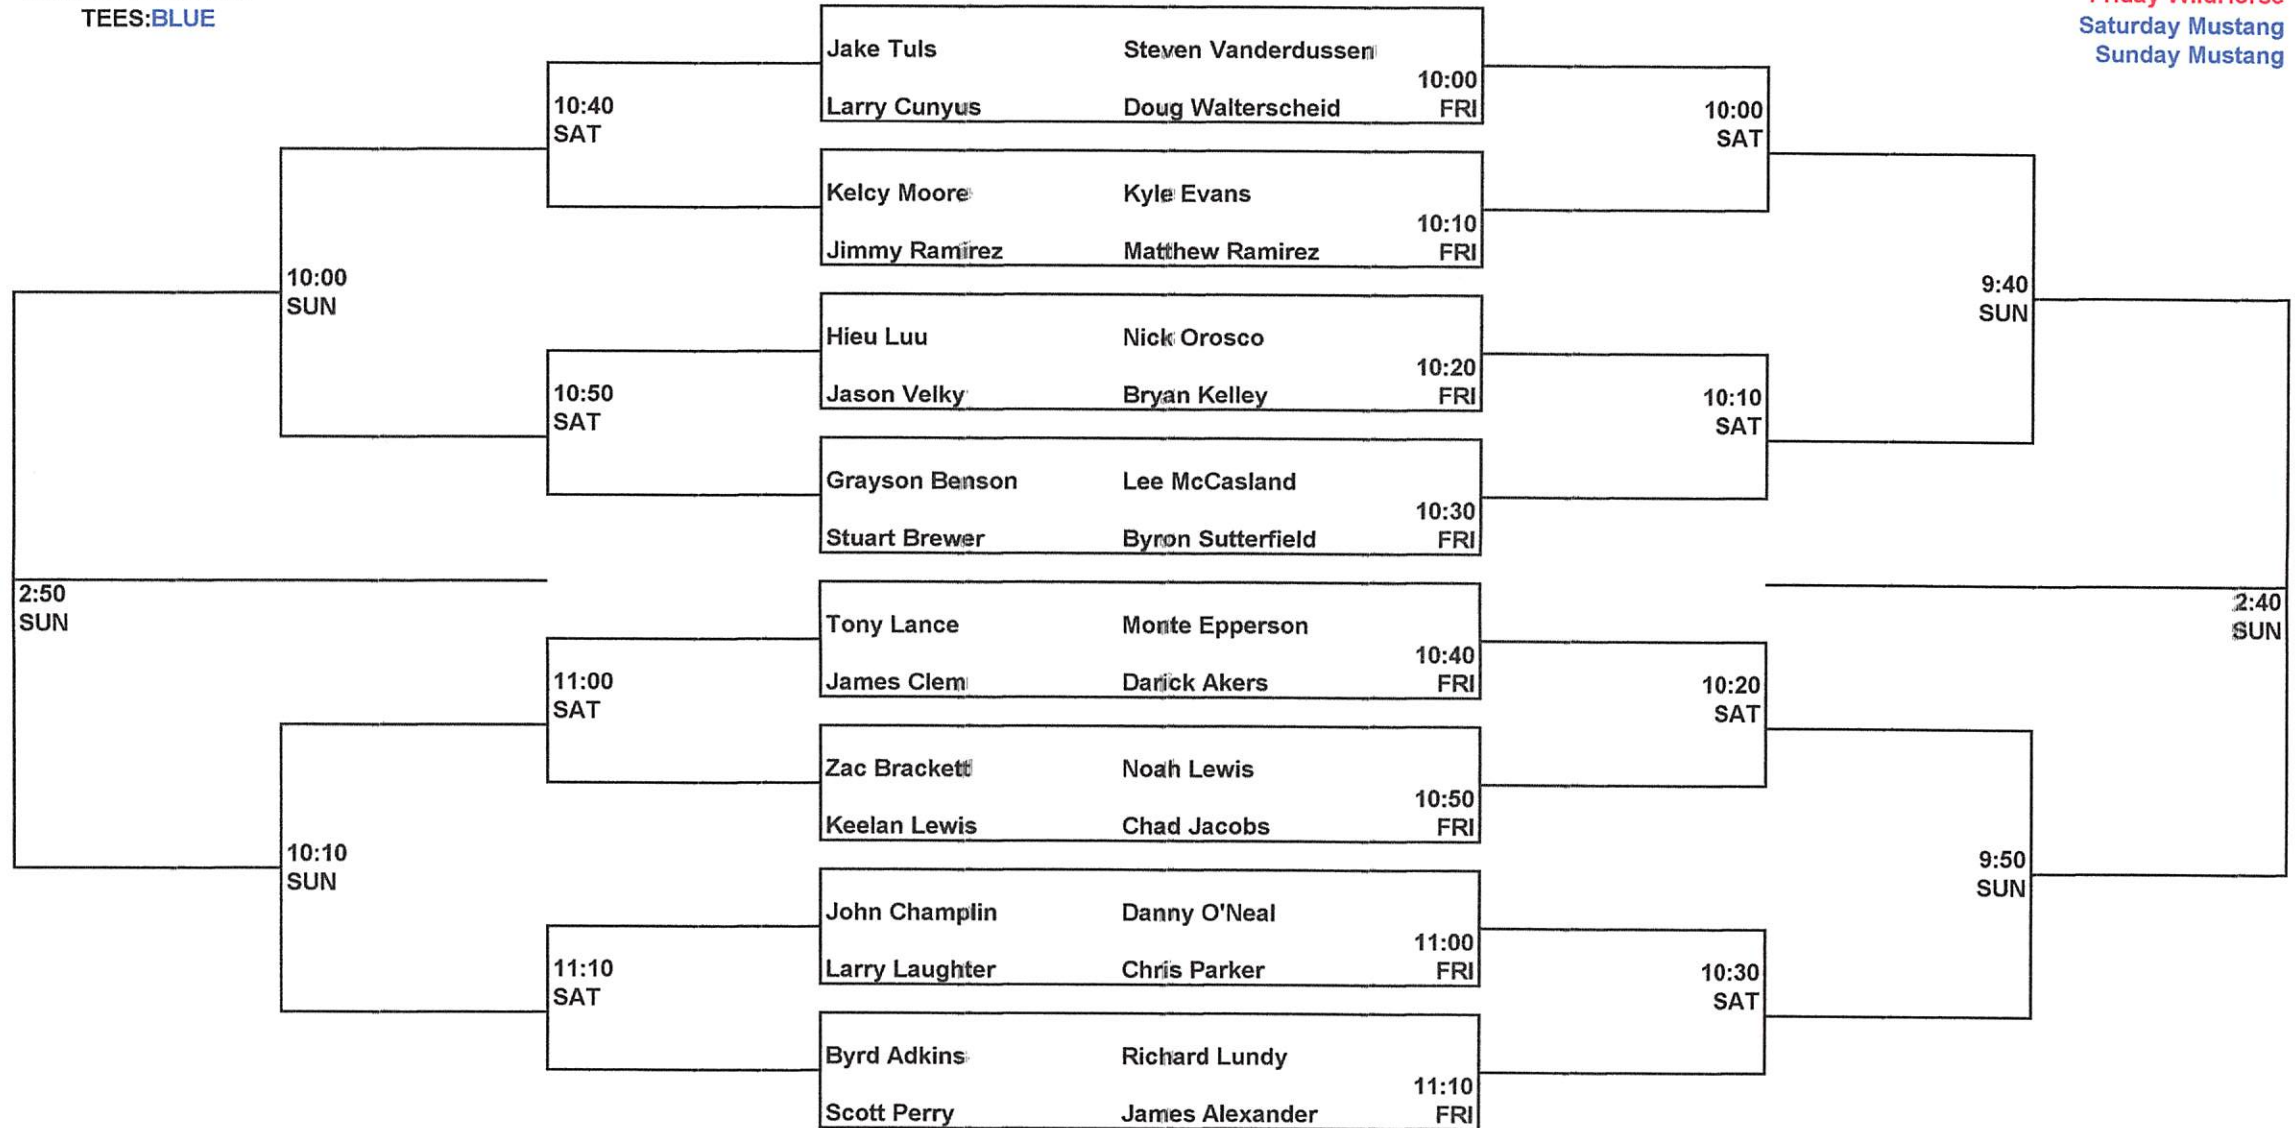 TEES:BLUE
Friday WildHorse
Saturday Mustang
Sunday Mustang
Jake Tuls Steven Vanderdussen
10:00
Larry Cunyus Doug Walterscheid FRI
10:40
SAT
10:00
SAT
Kelcy Moore Kyle Evans
10:10
Jimmy Ramirez Matthew Ramirez FRI
10:00
SUN
9:40
SUN
Hieu Luu Nick Orosco
10:20
Jason Velky Bryan Kelley FRI
10:50
SAT
10:10
SAT
Grayson Benson Lee McCasland
10:30
Stuart Brewer Byron Sutterfield FRI
2:50
SUN
2:40
SUN
Tony Lance Monte Epperson
10:40
James Clem Darick Akers FRI
11:00
SAT
10:20
SAT
Zac Brackett Noah Lewis
10:50
Keelan Lewis Chad Jacobs FRI
10:10
SUN
9:50
SUN
John Champlin Danny O'Neal
11:00
Larry Laughter Chris Parker FRI
11:10
SAT
10:30
SAT
Byrd Adkins Richard Lundy
11:10
Scott Perry James Alexander FRI